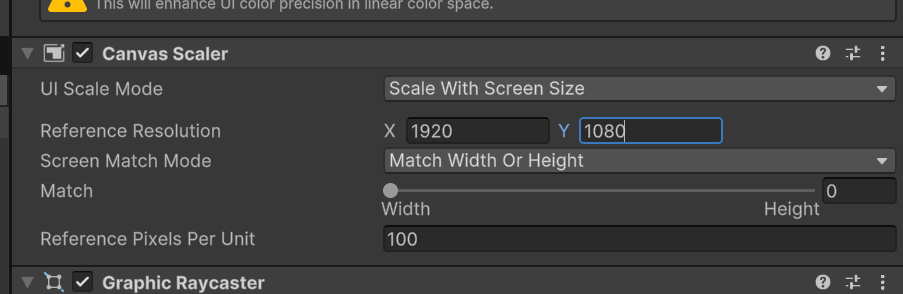 This will enhance UI color precision in linear color space.
Canvas Scaler
UI Scale Mode Scale With Screen Size
Reference Resolution X 1920 Y 1080
Screen Match Mode Match Width Or Height
Match 0
Width Height
Reference Pixels Per Unit 100
Graphic Raycaster